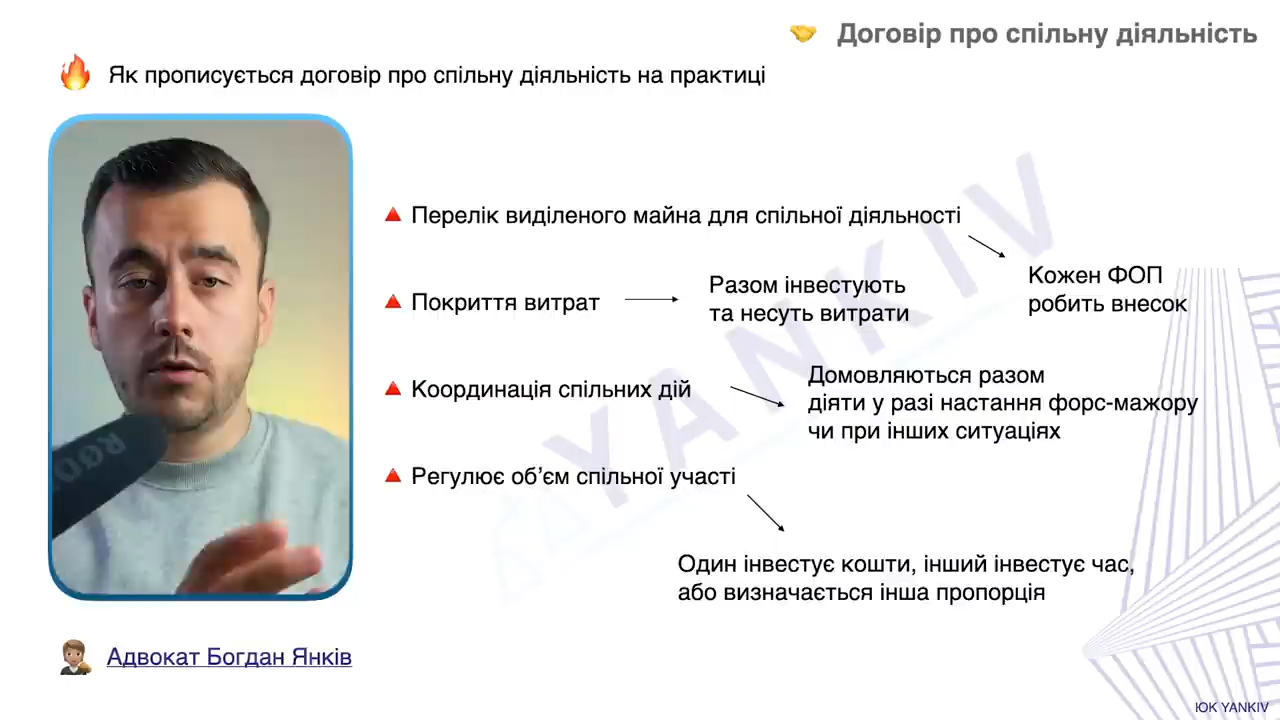 Договір про спільну діяльність
Як прописується договір про спільну діяльність на практиці
Перелік виділеного майна для спільної діяльності
Кожен ФОП
робить внесок
Покриття витрат
Разом інвестують
та несуть витрати
Координація спільних дій
Домовляються разом
діяти у разі настання форс-мажору
чи при інших ситуаціях
Регулює об’єм спільної участі
Один інвестує кошти, інший інвестує час,
або визначається інша пропорція
Адвокат Богдан Янків
YANKIV
ЮК YANKIV